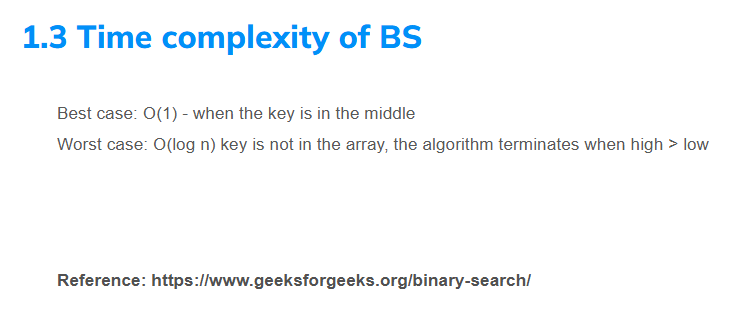 1.3 Time complexity of BS
Best case: O(1) - when the key is in the middle
Worst case: O(log n) key is not in the array, the algorithm terminates when high > low
Reference: https://www.geeksforgeeks.org/binary-search/